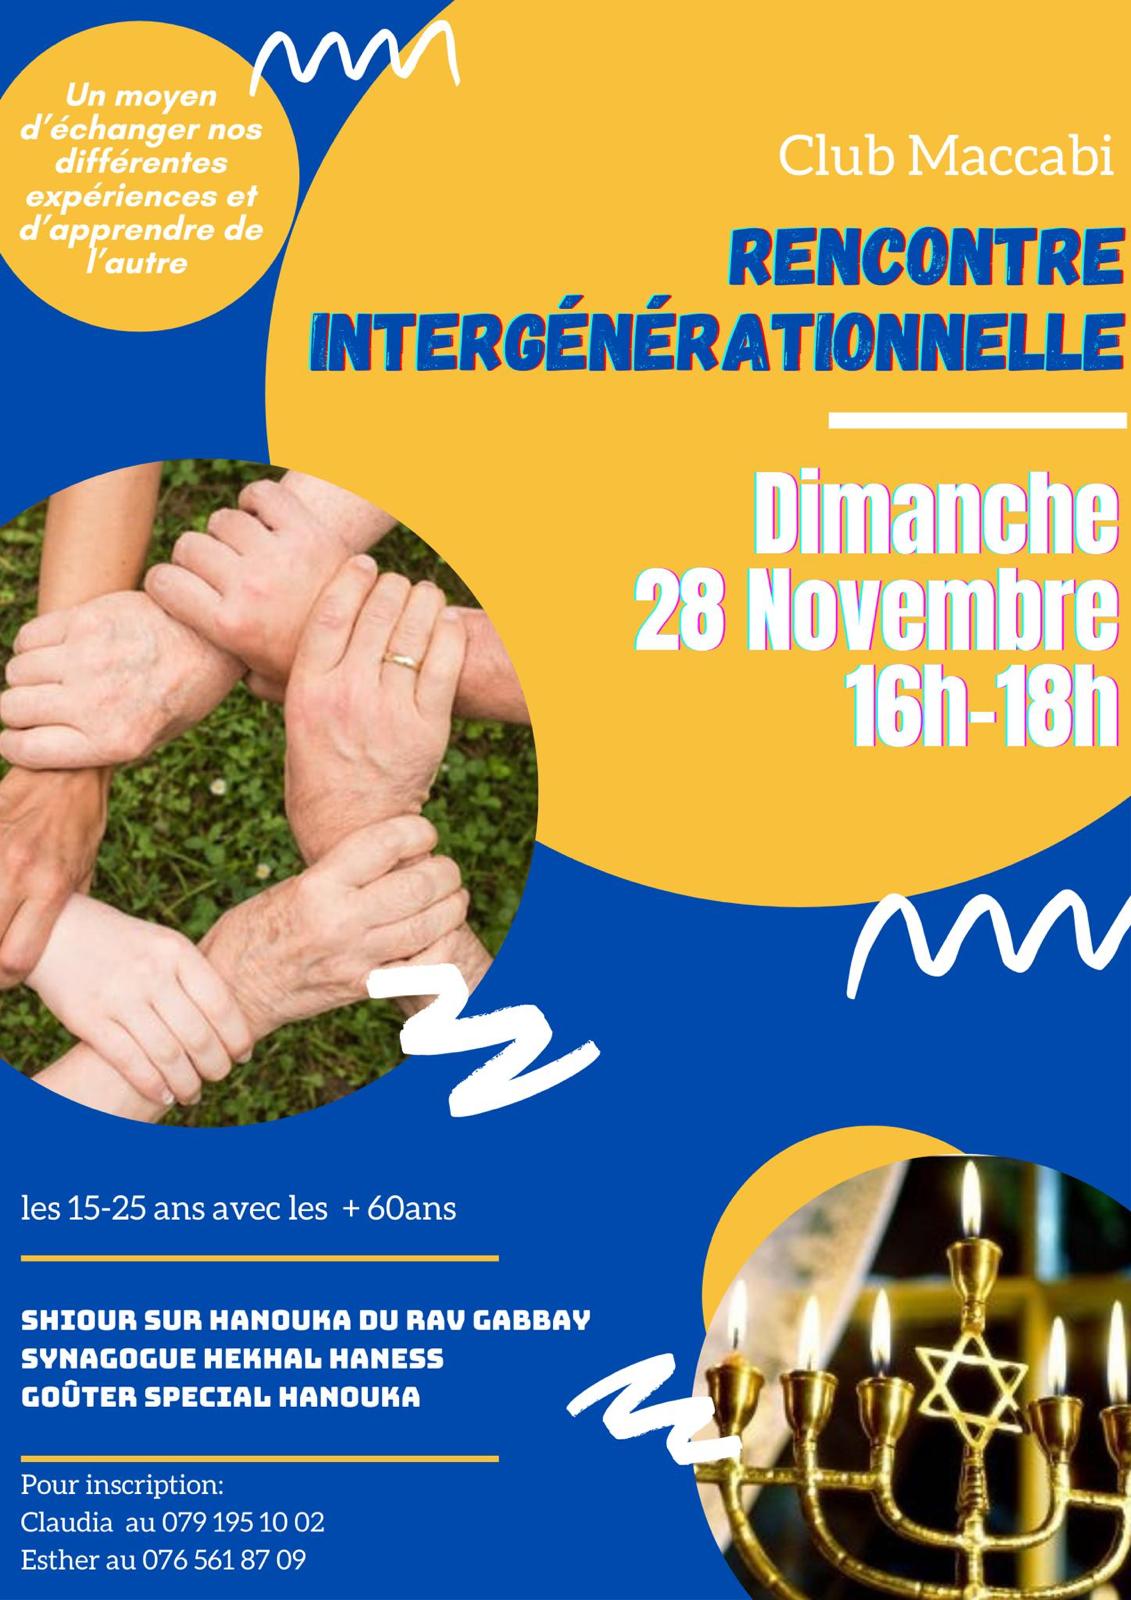 Un moyen
d'échanger nos
différentes
expériences et
d'apprendre de
l'autre
Club Maccabi
RENCONTRE
INTERGÉNÉRATIONNELLE
Dimanche
28 Novembre
16h-18h
les 15-25 ans avec les + 60ans
SHIOUR SUR HANOUKA DU RAV GABBAY
SYNAGOGUE HEKHAL HANESS
GOÛTER SPECIAL HANOUKA
Pour inscription:
Claudia au 079 195 10 02
Esther au 076 561 87 09